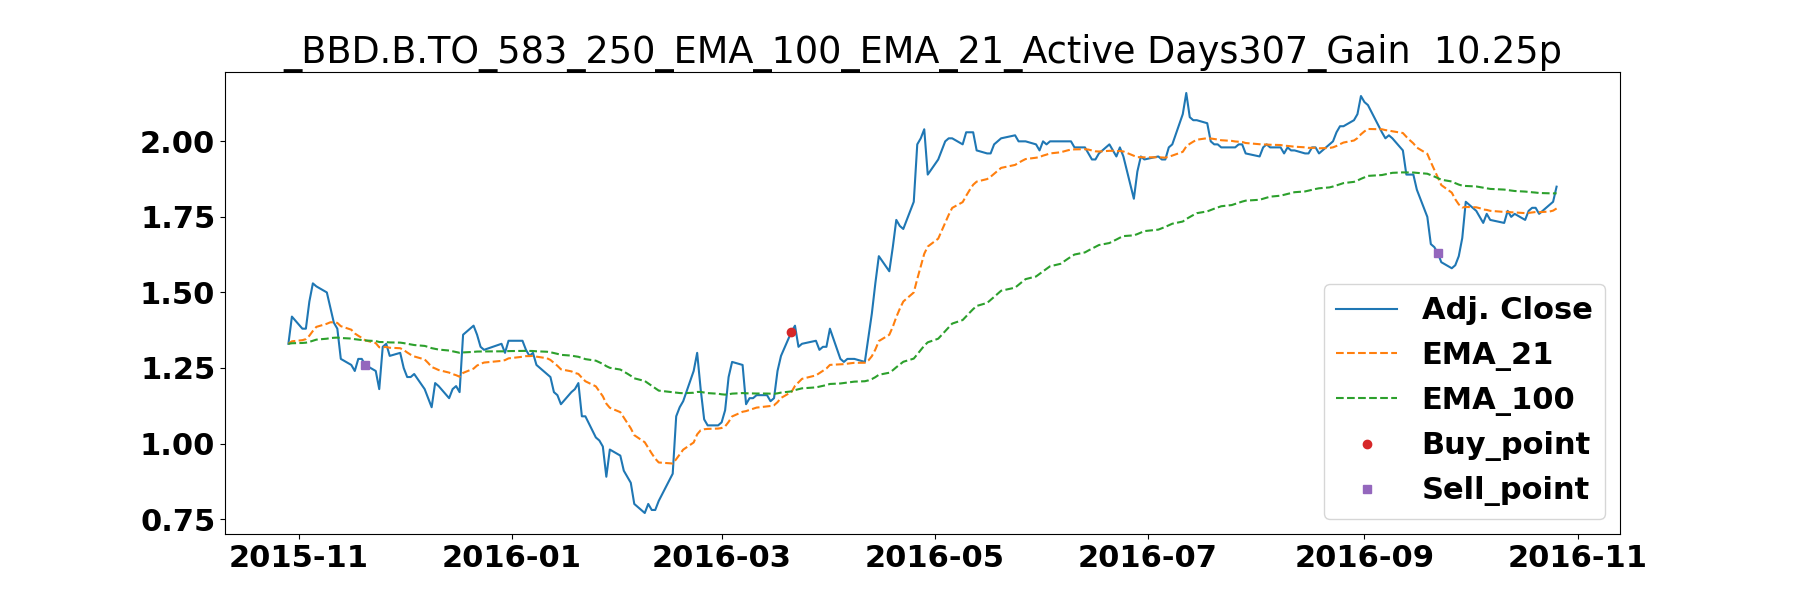 _BBD.B.TO_583_250_EMA_100_EMA_21_Active Days307_Gain  10.25p
2.00
1.75
1.50
1.25
1.00
0.75
2015-11
2016-01
2016-03
2016-05
2016-07
2016-09
2016-11
Adj. Close
EMA_21
EMA_100
Buy_point
Sell_point